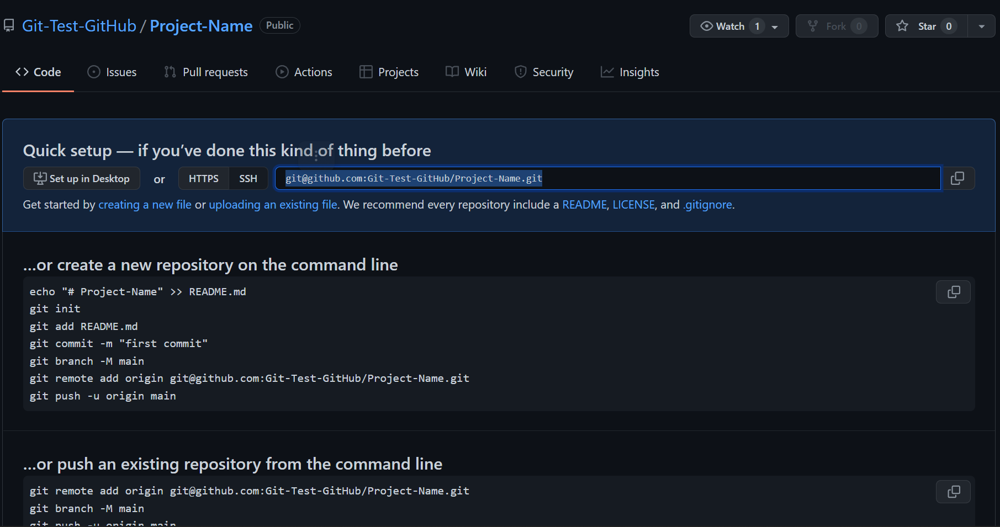 Git-Test-GitHub / Project-Name Public Watch 1 Fork 0 Star 0
Code Issues Pull requests Actions Projects Wiki Security Insights
Quick setup — if you’ve done this kind of thing before
Set up in Desktop or HTTPS SSH git@github.com:Git-Test-GitHub/Project-Name.git
Get started by creating a new file or uploading an existing file. We recommend every repository include a README, LICENSE, and .gitignore.
…or create a new repository on the command line
echo "# Project-Name" >> README.md
git init
git add README.md
git commit -m "first commit"
git branch -M main
git remote add origin git@github.com:Git-Test-GitHub/Project-Name.git
git push -u origin main
…or push an existing repository from the command line
git remote add origin git@github.com:Git-Test-GitHub/Project-Name.git
git branch -M main
git push -u origin main